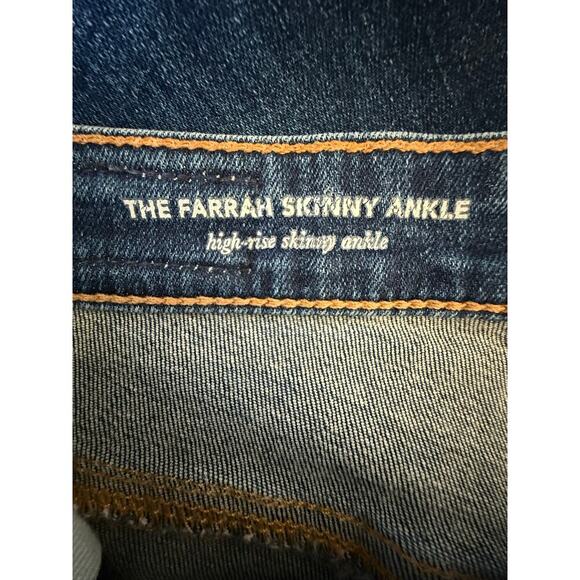 THE FARRAH SKINNY ANKLE
high-rise skinny ankle